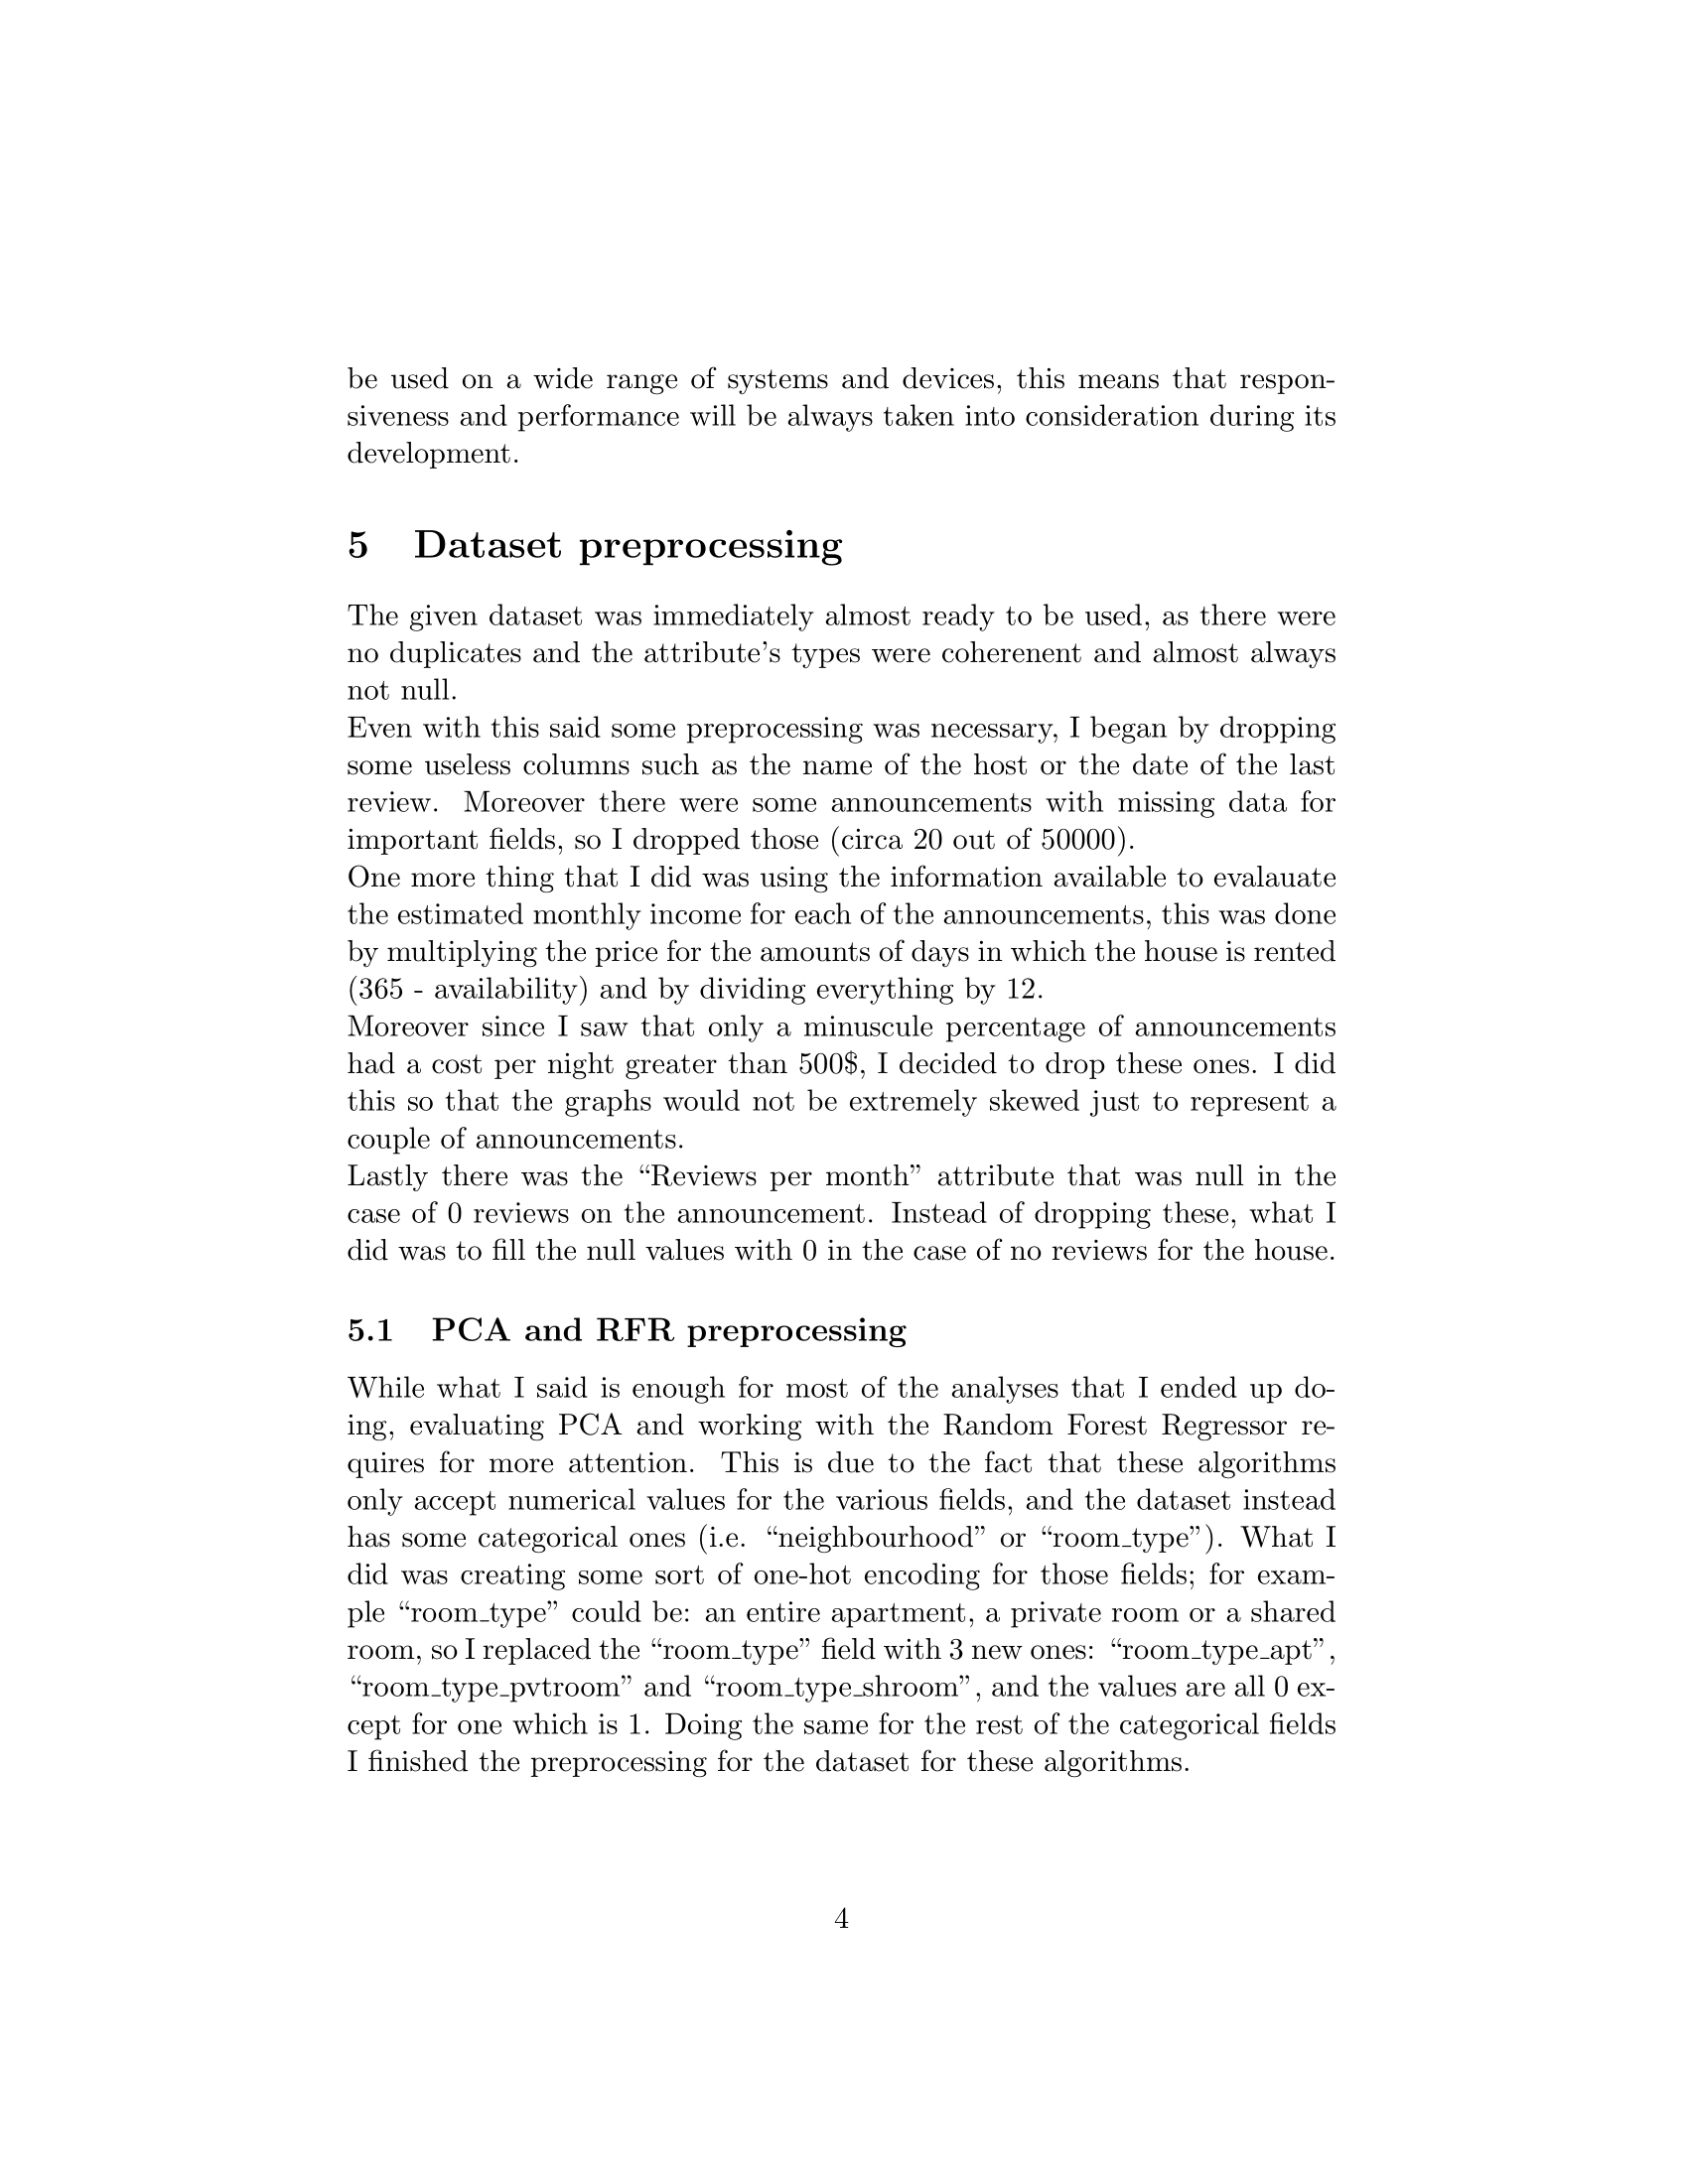 be used on a wide range of systems and devices, this means that respon-
siveness and performance will be always taken into consideration during its
development.
5 Dataset preprocessing
The given dataset was immediately almost ready to be used, as there were
no duplicates and the attribute’s types were coherenent and almost always
not null.
Even with this said some preprocessing was necessary, I began by dropping
some useless columns such as the name of the host or the date of the last
review. Moreover there were some announcements with missing data for
important fields, so I dropped those (circa 20 out of 50000).
One more thing that I did was using the information available to evalauate
the estimated monthly income for each of the announcements, this was done
by multiplying the price for the amounts of days in which the house is rented
(365 - availability) and by dividing everything by 12.
Moreover since I saw that only a minuscule percentage of announcements
had a cost per night greater than 500$, I decided to drop these ones. I did
this so that the graphs would not be extremely skewed just to represent a
couple of announcements.
Lastly there was the “Reviews per month” attribute that was null in the
case of 0 reviews on the announcement. Instead of dropping these, what I
did was to fill the null values with 0 in the case of no reviews for the house.
5.1 PCA and RFR preprocessing
While what I said is enough for most of the analyses that I ended up do-
ing, evaluating PCA and working with the Random Forest Regressor re-
quires for more attention. This is due to the fact that these algorithms
only accept numerical values for the various fields, and the dataset instead
has some categorical ones (i.e. “neighbourhood” or “room_type”). What I
did was creating some sort of one-hot encoding for those fields; for exam-
ple “room_type” could be: an entire apartment, a private room or a shared
room, so I replaced the “room_type” field with 3 new ones: “room_type_apt”,
“room_type_pvtroom” and “room_type_shroom”, and the values are all 0 ex-
cept for one which is 1. Doing the same for the rest of the categorical fields
I finished the preprocessing for the dataset for these algorithms.
4